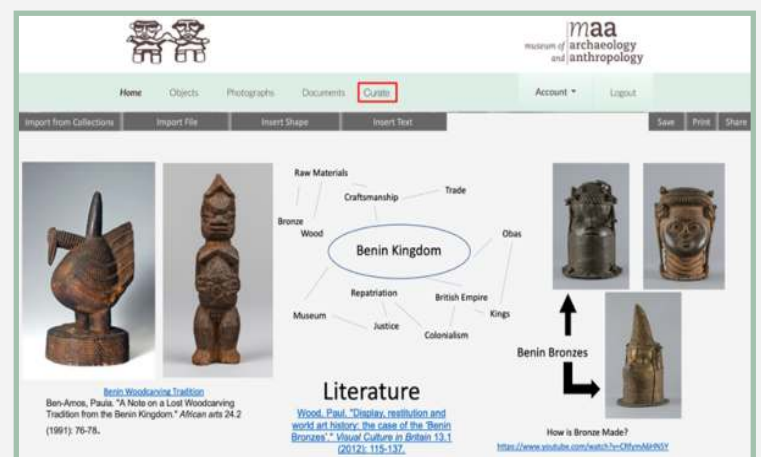 maa
museum of archaeology
and anthropology
Home Objects Photographs Documents Curate Account Logout
Import from Collections Import File Insert Shape Insert Text Save Print Share
Raw Materials
Craftsmanship
Trade
Bronze
Wood
Obas
Benin Kingdom
Repatriation
British Empire
Museum
Kings
Justice
Colonialism
Benin Bronzes
Benin Woodcarving Tradition
Ben-Amos, Paula. "A Note on a Lost Woodcarving
Tradition from the Benin Kingdom." African arts 24.2
(1991): 76-78.
Literature
Wood, Paul. "Display, restitution and
world art history: the case of the 'Benin
Bronzes'." Visual Culture in Britain 13.1
(2012): 115-137.
How is Bronze Made?